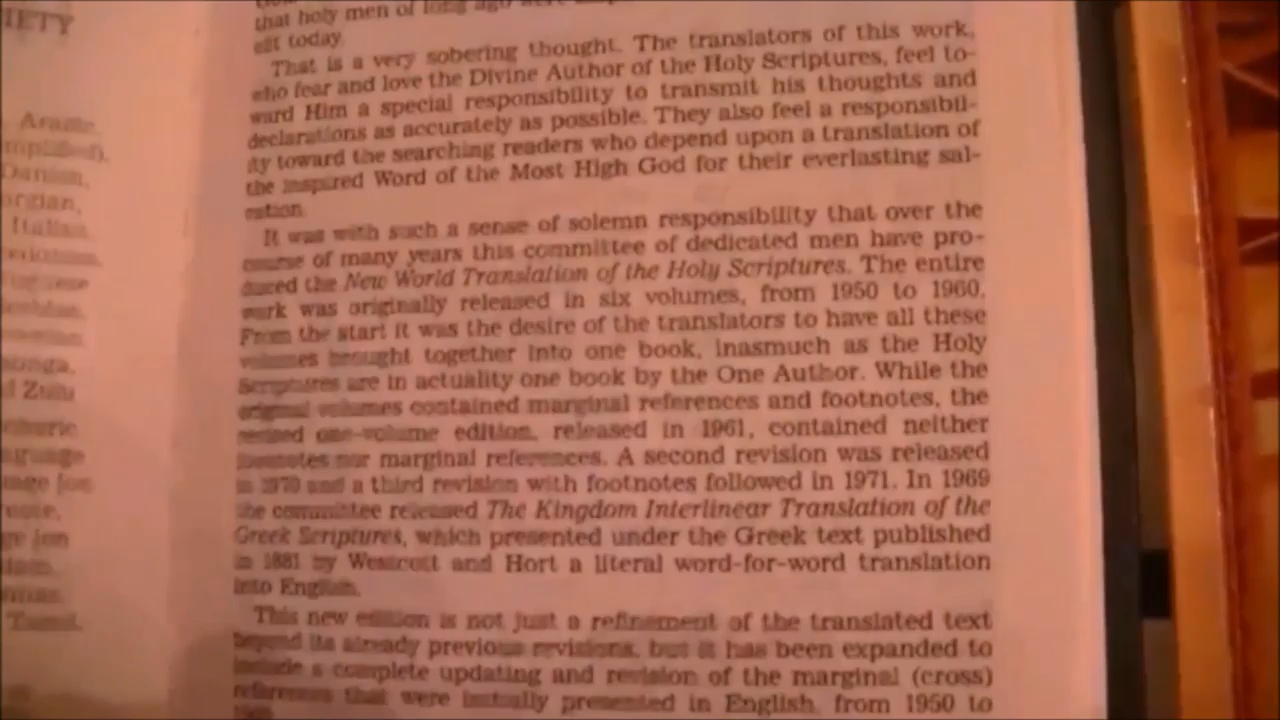 IETY
Arabic,
Danish,
Italian,
d Zulu
that holy men of long ago were
today.
That is a very sobering thought. The translators of this work,
who fear and love the Divine Author of the Holy Scriptures, feel to-
ward Him a special responsibility to transmit his thoughts and
declarations as accurately as possible. They also feel a responsibil-
ity toward the searching readers who depend upon a translation of
the inspired Word of the Most High God for their everlasting sal-
vation.
It was with such a sense of solemn responsibility that over the
course of many years this committee of dedicated men have pro-
duced the New World Translation of the Holy Scriptures. The entire
work was originally released in six volumes, from 1950 to 1960.
From the start it was the desire of the translators to have all these
volumes brought together into one book, inasmuch as the Holy
Scriptures are in actuality one book by the One Author. While the
original volumes contained marginal references and footnotes, the
revised one-volume edition, released in 1961, contained neither
footnotes nor marginal references. A second revision was released
in 1970 and a third revision with footnotes followed in 1971. In 1969
the committee released The Kingdom Interlinear Translation of the
Greek Scriptures, which presented under the Greek text published
in 1881 by Westcott and Hort a literal word-for-word translation
into English.
This new edition is not just a refinement of the translated text
beyond its already previous revisions, but it has been expanded to
include a complete updating and revision of the marginal (cross)
references that were initially presented in English, from 1950 to